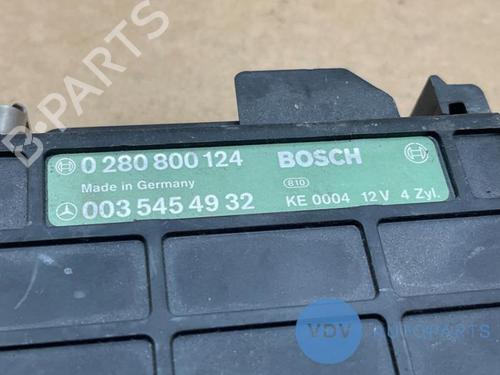 B PARTS
0 280 800 124 BOSCH
Made in Germany 810
003 545 49 32 KE 0004 12 V 4 Zyl.
VDV AUTOPARTS